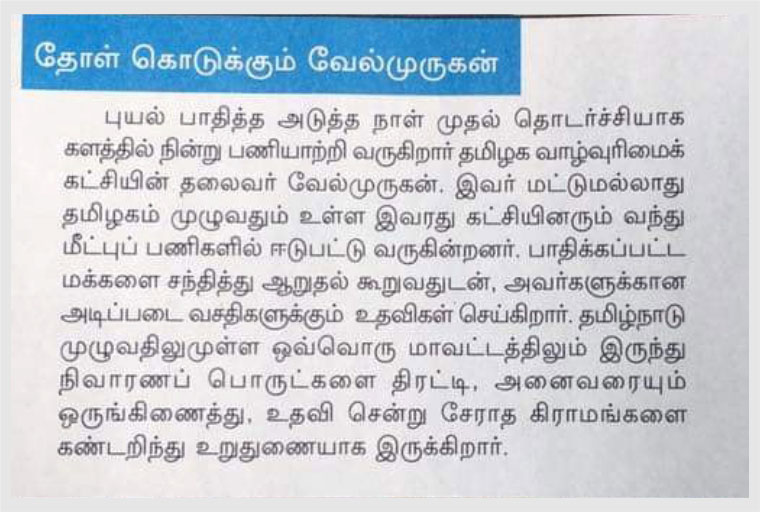 தோள் கொடுக்கும் வேல்முருகன்
புயல் பாதித்த அடுத்த நாள் முதல் தொடர்ச்சியாக
களத்தில் நின்று பணியாற்றி வருகிறார் தமிழக வாழ்வுரிமைக்
கட்சியின் தலைவர் வேல்முருகன். இவர் மட்டுமல்லாது
தமிழகம் முழுவதும் உள்ள இவரது கட்சியினரும் வந்து
மீட்புப் பணிகளில் ஈடுபட்டு வருகின்றனர். பாதிக்கப்பட்ட
மக்களை சந்தித்து ஆறுதல் கூறுவதுடன், அவர்களுக்கான
அடிப்படை வசதிகளுக்கும் உதவிகள் செய்கிறார். தமிழ்நாடு
முழுவதிலுமுள்ள ஒவ்வொரு மாவட்டத்திலும் இருந்து
நிவாரணப் பொருட்களை திரட்டி, அனைவரையும்
ஒருங்கிணைத்து, உதவி சென்று சேராத கிராமங்களை
கண்டறிந்து உறுதுணையாக இருக்கிறார்.